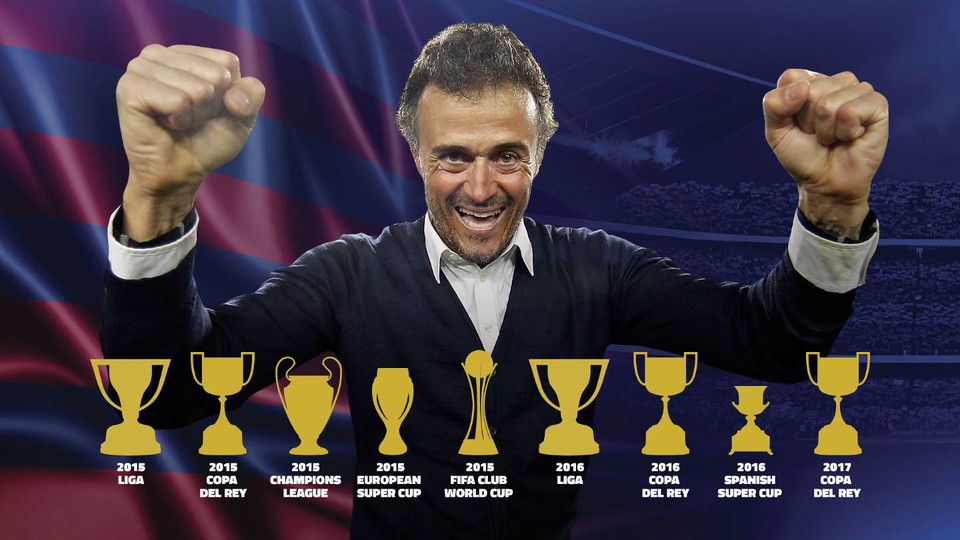 2015
LIGA
2015
COPA
DEL REY
2015
CHAMPIONS
LEAGUE
2015
EUROPEAN
SUPER CUP
2015
FIFA CLUB
WORLD CUP
2016
LIGA
2016
COPA
DEL REY
2016
SPANISH
SUPER CUP
2017
COPA
DEL REY